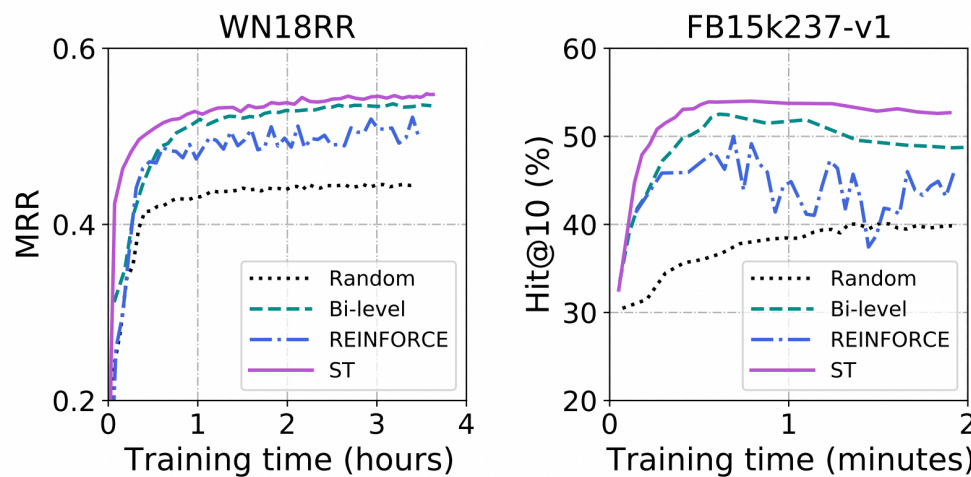 WN18RR
0.6
0.4
0.2
MRR
0 1 2 3 4
Training time (hours)
Random
Bi-level
REINFORCE
ST
FB15k237-v1
60
50
40
30
20
Hit@10 (%)
0 1 2
Training time (minutes)
Random
Bi-level
REINFORCE
ST